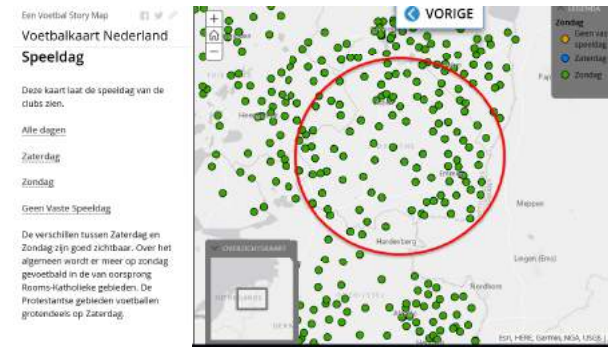 Een Voetbal Story Map
Voetbalkaart Nederland
Speeldag
Deze kaart laat de speeldag van de
clubs zien.
Alle dagen
Zaterdag
Zondag
Geen Vaste Speeldag
De verschillen tussen Zaterdag en
Zondag zijn goed zichtbaar. Over het
algemeen wordt er meer op zondag
gevoetbald in de van oorsprong
Rooms-Katholieke gebieden. De
Protestantse gebieden voetballen
grotendeels op Zaterdag.
VORIGE
LEGENDA
Zondag
Geen vaste
speeldag
Zaterdag
Zondag
Meppen
Hardenberg
Lingen (Ems)
Nordhorn
OVERZICHTSKAART
Esri, HERE, Garmin, NGA, USGS